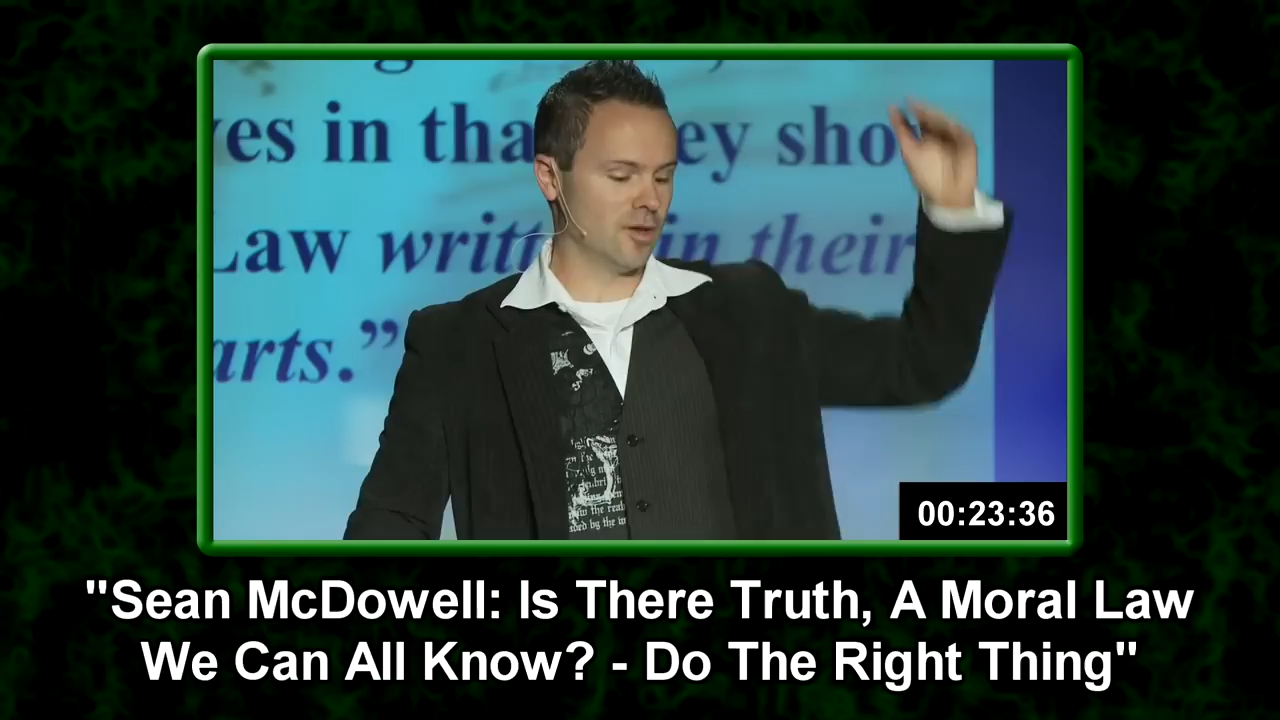 es in tha ey sho
Law written in their
arts.”
00:23:36
"Sean McDowell: Is There Truth, A Moral Law
We Can All Know? - Do The Right Thing"